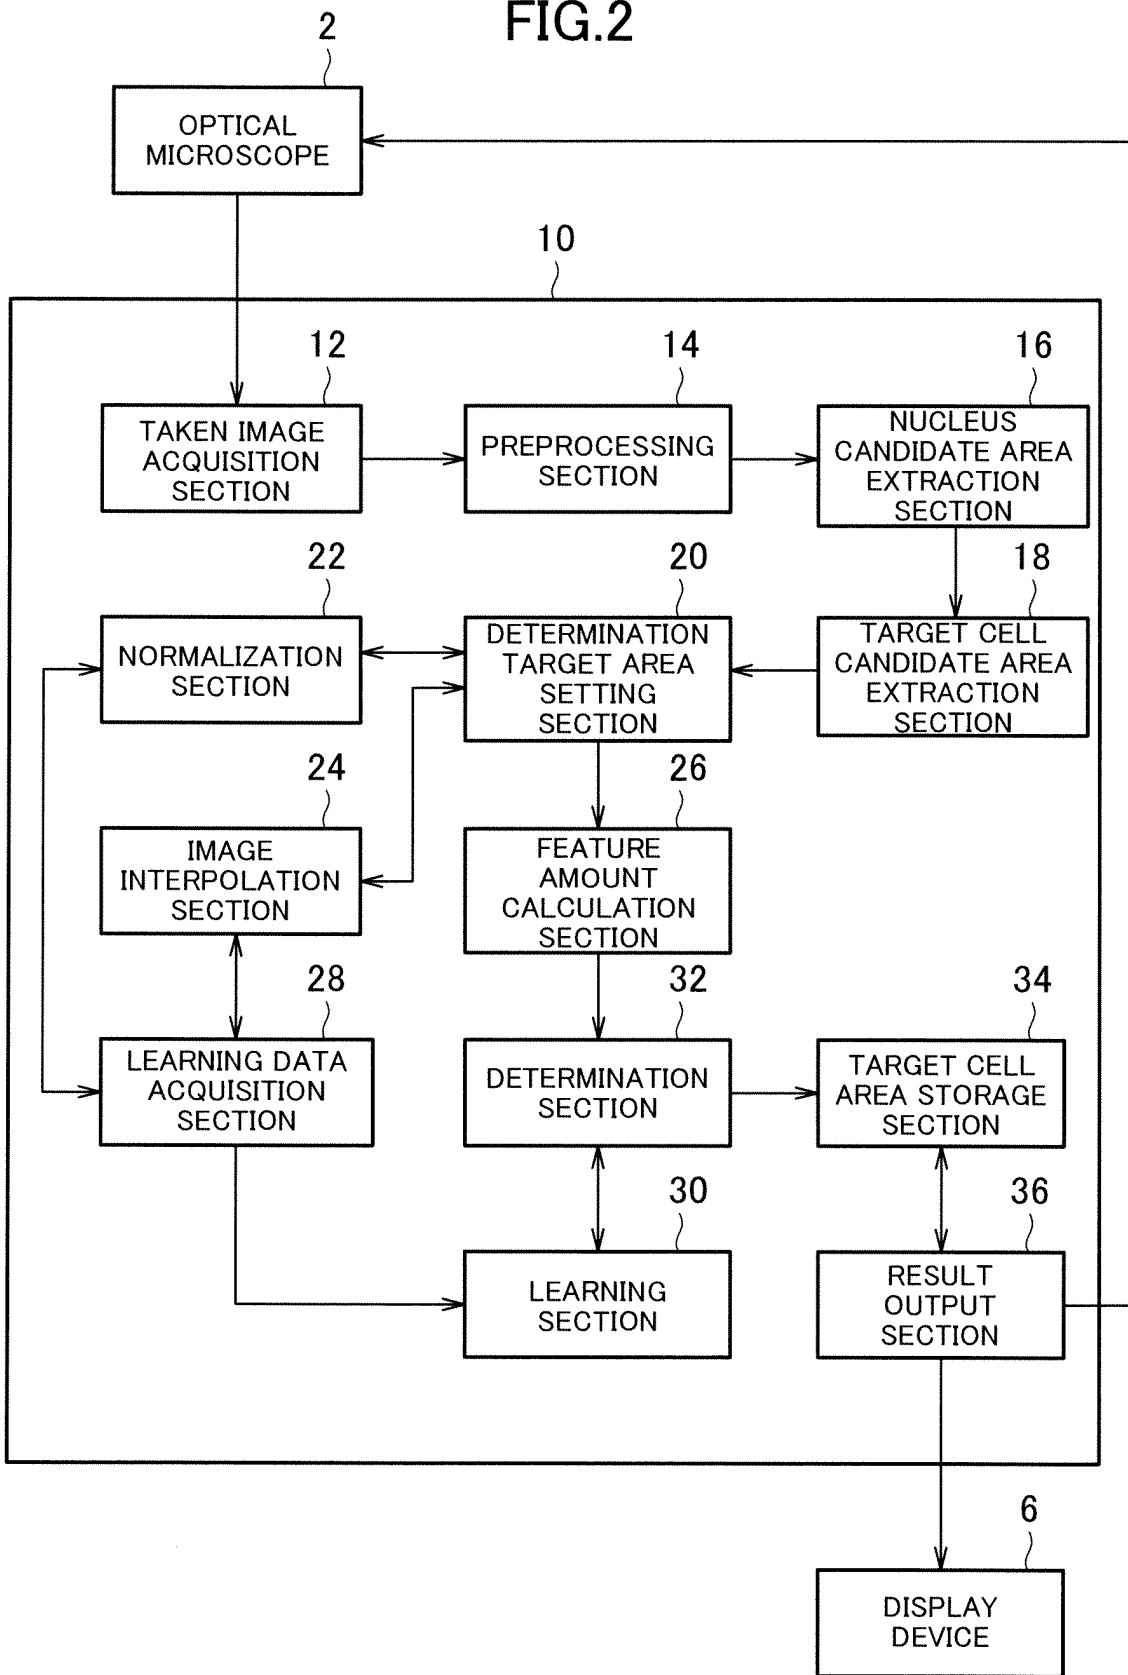 FIG.2
2
OPTICAL
MICROSCOPE
10
12
TAKEN IMAGE
ACQUISITION
SECTION
14
PREPROCESSING
SECTION
16
NUCLEUS
CANDIDATE AREA
EXTRACTION
SECTION
22
NORMALIZATION
SECTION
20
DETERMINATION
TARGET AREA
SETTING
SECTION
18
TARGET CELL
CANDIDATE AREA
EXTRACTION
SECTION
24
IMAGE
INTERPOLATION
SECTION
26
FEATURE
AMOUNT
CALCULATION
SECTION
28
LEARNING DATA
ACQUISITION
SECTION
32
DETERMINATION
SECTION
34
TARGET CELL
AREA STORAGE
SECTION
30
LEARNING
SECTION
36
RESULT
OUTPUT
SECTION
6
DISPLAY
DEVICE